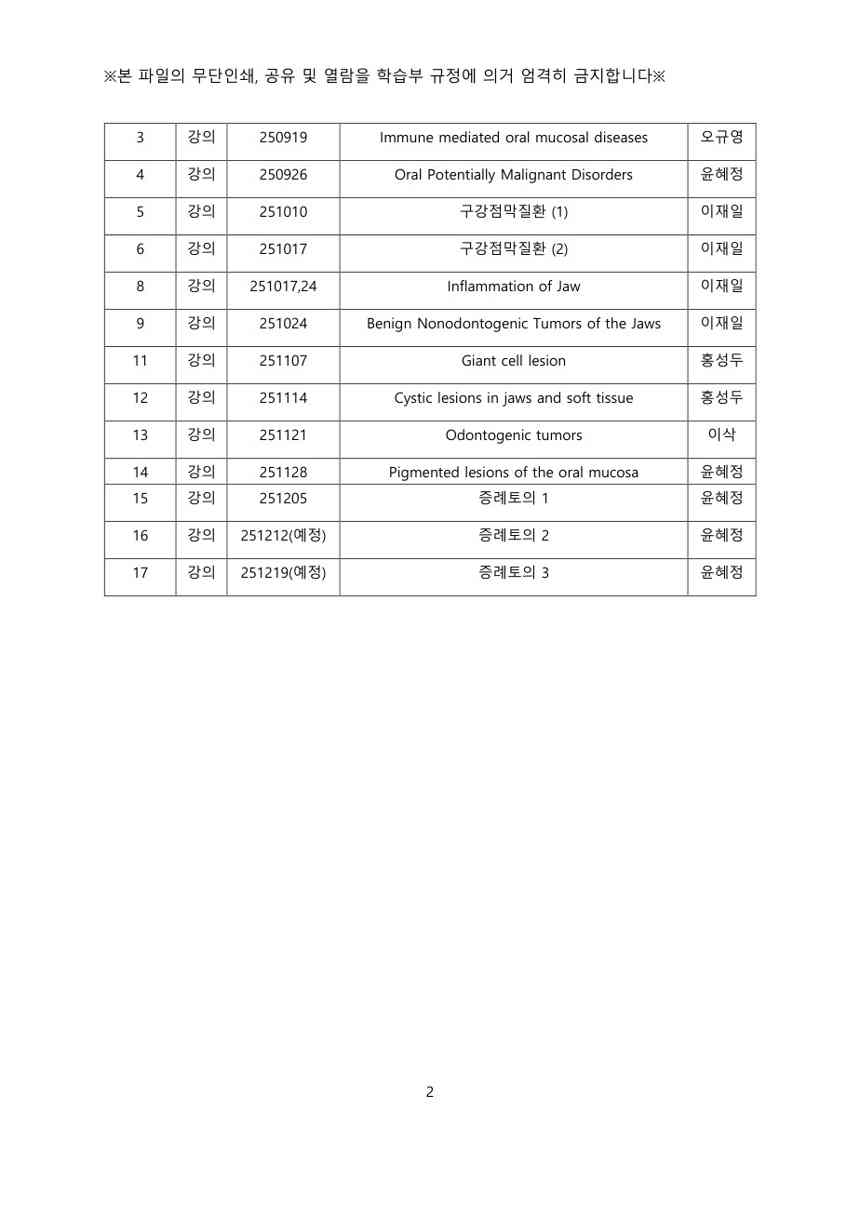 ※본 파일의 무단인쇄, 공유 및 열람을 학습부 규정에 의거 엄격히 금지합니다※
3 강의 250919 Immune mediated oral mucosal diseases 오규영
4 강의 250926 Oral Potentially Malignant Disorders 윤혜정
5 강의 251010 구강점막질환 (1) 이재일
6 강의 251017 구강점막질환 (2) 이재일
8 강의 251017,24 Inflammation of Jaw 이재일
9 강의 251024 Benign Nonodontogenic Tumors of the Jaws 이재일
11 강의 251107 Giant cell lesion 홍성두
12 강의 251114 Cystic lesions in jaws and soft tissue 홍성두
13 강의 251121 Odontogenic tumors 이삭
14 강의 251128 Pigmented lesions of the oral mucosa 윤혜정
15 강의 251205 증례토의 1 윤혜정
16 강의 251212(예정) 증례토의 2 윤혜정
17 강의 251219(예정) 증례토의 3 윤혜정
2